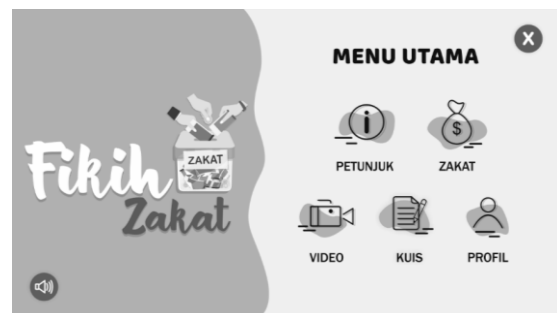 Fikih
Zakat
ZAKAT
MENU UTAMA
X
PETUNJUK
ZAKAT
$
VIDEO
KUIS
PROFIL